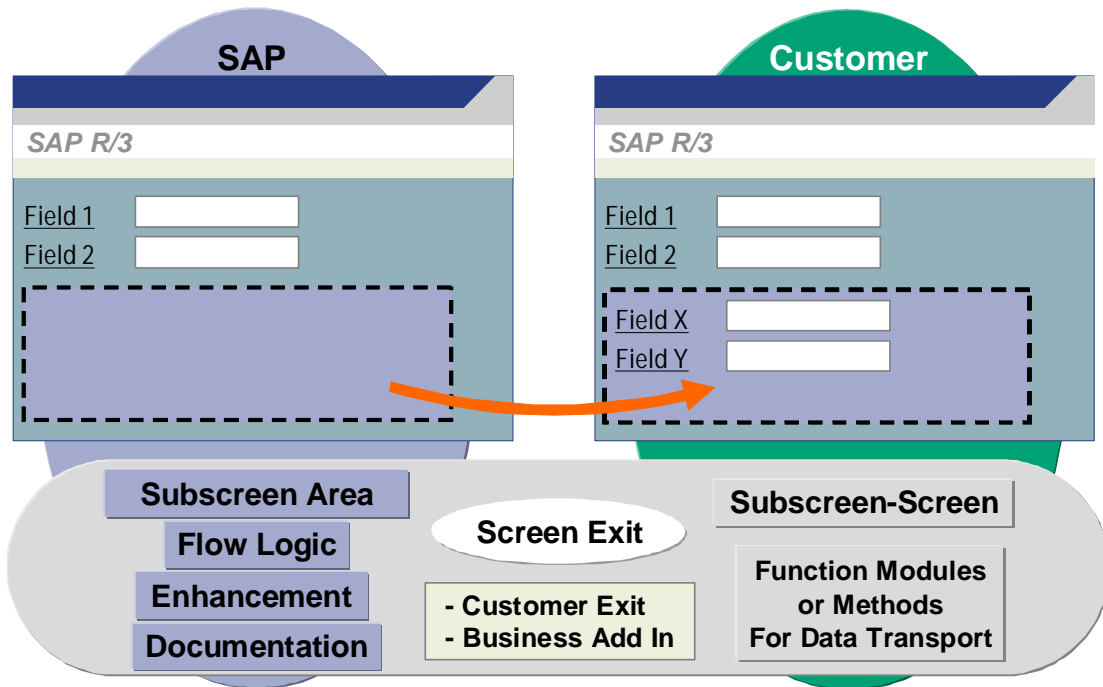 SAP
Customer
SAP R/3
SAP R/3
Field 1
Field 2
Field 1
Field 2
Field X
Field Y
Subscreen Area
Flow Logic
Enhancement
Documentation
Screen Exit
- Customer Exit
- Business Add In
Subscreen-Screen
Function Modules
or Methods
For Data Transport